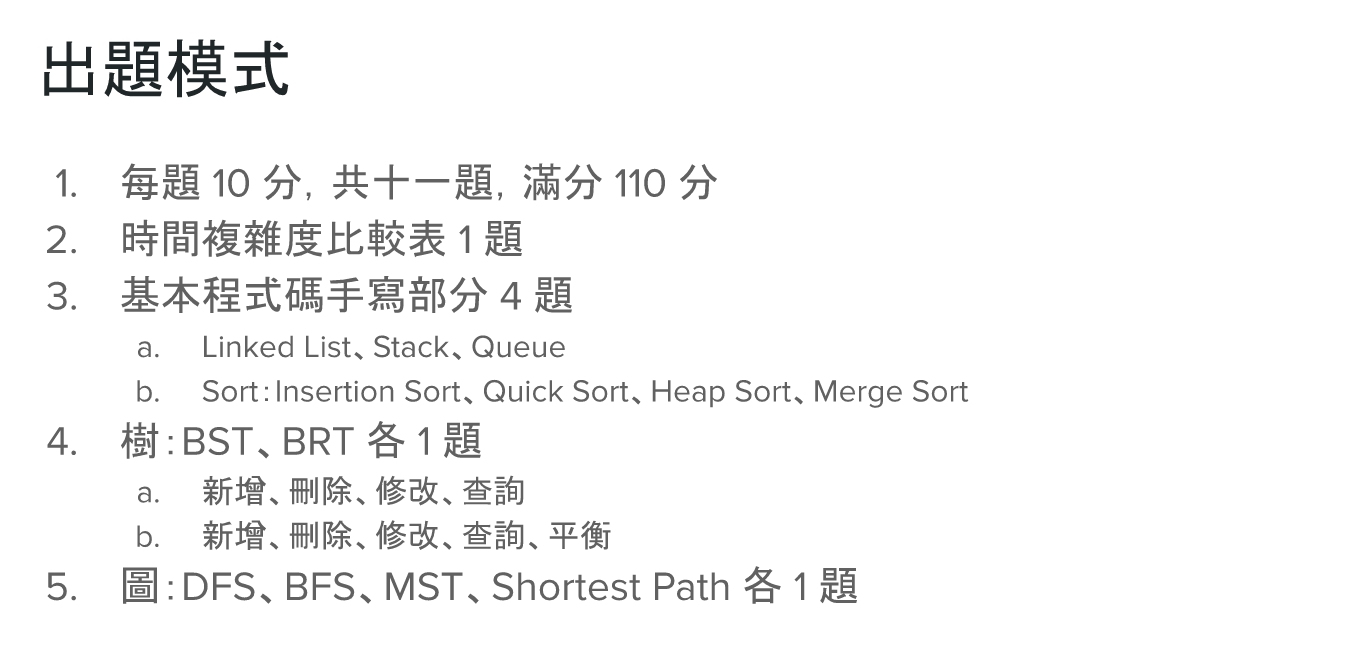 出題模式
1. 每題 10 分, 共十一題, 滿分 110 分
2. 時間複雜度比較表 1 題
3. 基本程式碼手寫部分 4 題
a. Linked List、Stack、Queue
b. Sort:Insertion Sort、Quick Sort、Heap Sort、Merge Sort
4. 樹:BST、BRT 各 1 題
a. 新增、刪除、修改、查詢
b. 新增、刪除、修改、查詢、平衡
5. 圖:DFS、BFS、MST、Shortest Path 各 1 題